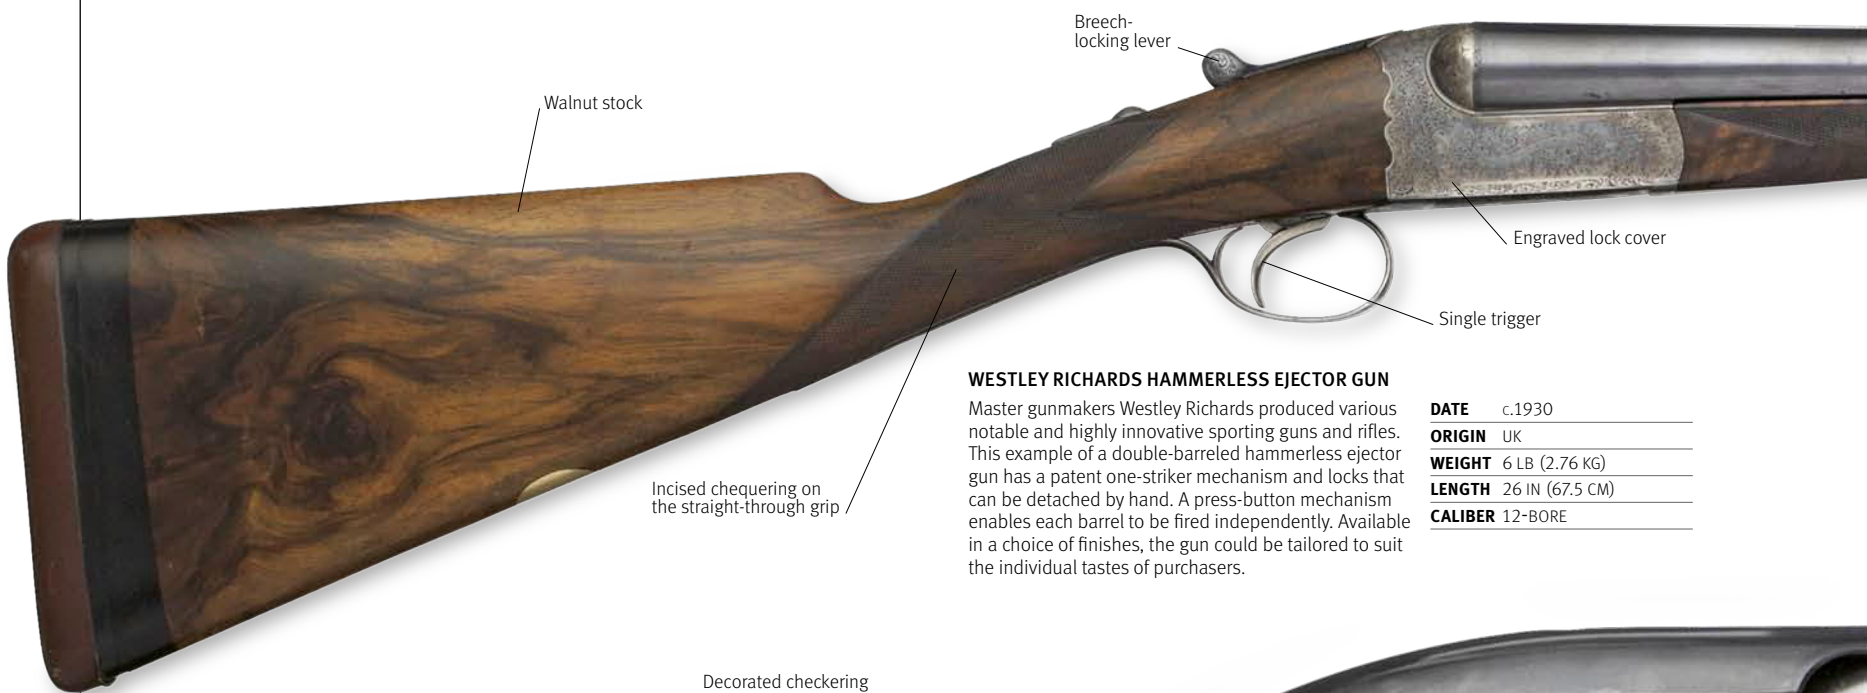 Breech-
locking lever
Walnut stock
Engraved lock cover
Single trigger
WESTLEY RICHARDS HAMMERLESS EJECTOR GUN
Master gunmakers Westley Richards produced various
notable and highly innovative sporting guns and rifles.
This example of a double-barreled hammerless ejector
gun has a patent one-striker mechanism and locks that
can be detached by hand. A press-button mechanism
enables each barrel to be fired independently. Available
in a choice of finishes, the gun could be tailored to suit
the individual tastes of purchasers.
DATE c.1930
ORIGIN UK
WEIGHT 6 LB (2.76 KG)
LENGTH 26 IN (67.5 CM)
CALIBER 12-BORE
Incised chequering on
the straight-through grip
Decorated checkering